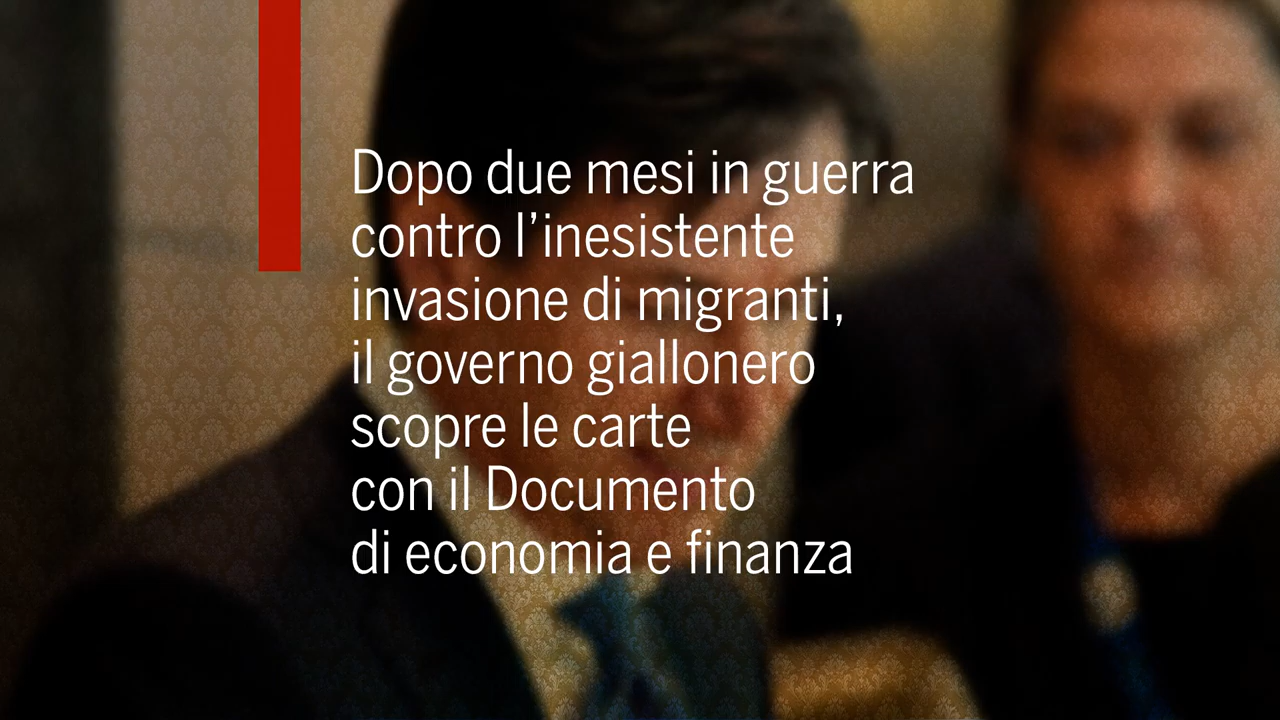 Dopo due mesi in guerra
contro l’inesistente
invasione di migranti,
il governo giallonero
scopre le carte
con il Documento
di economia e finanza